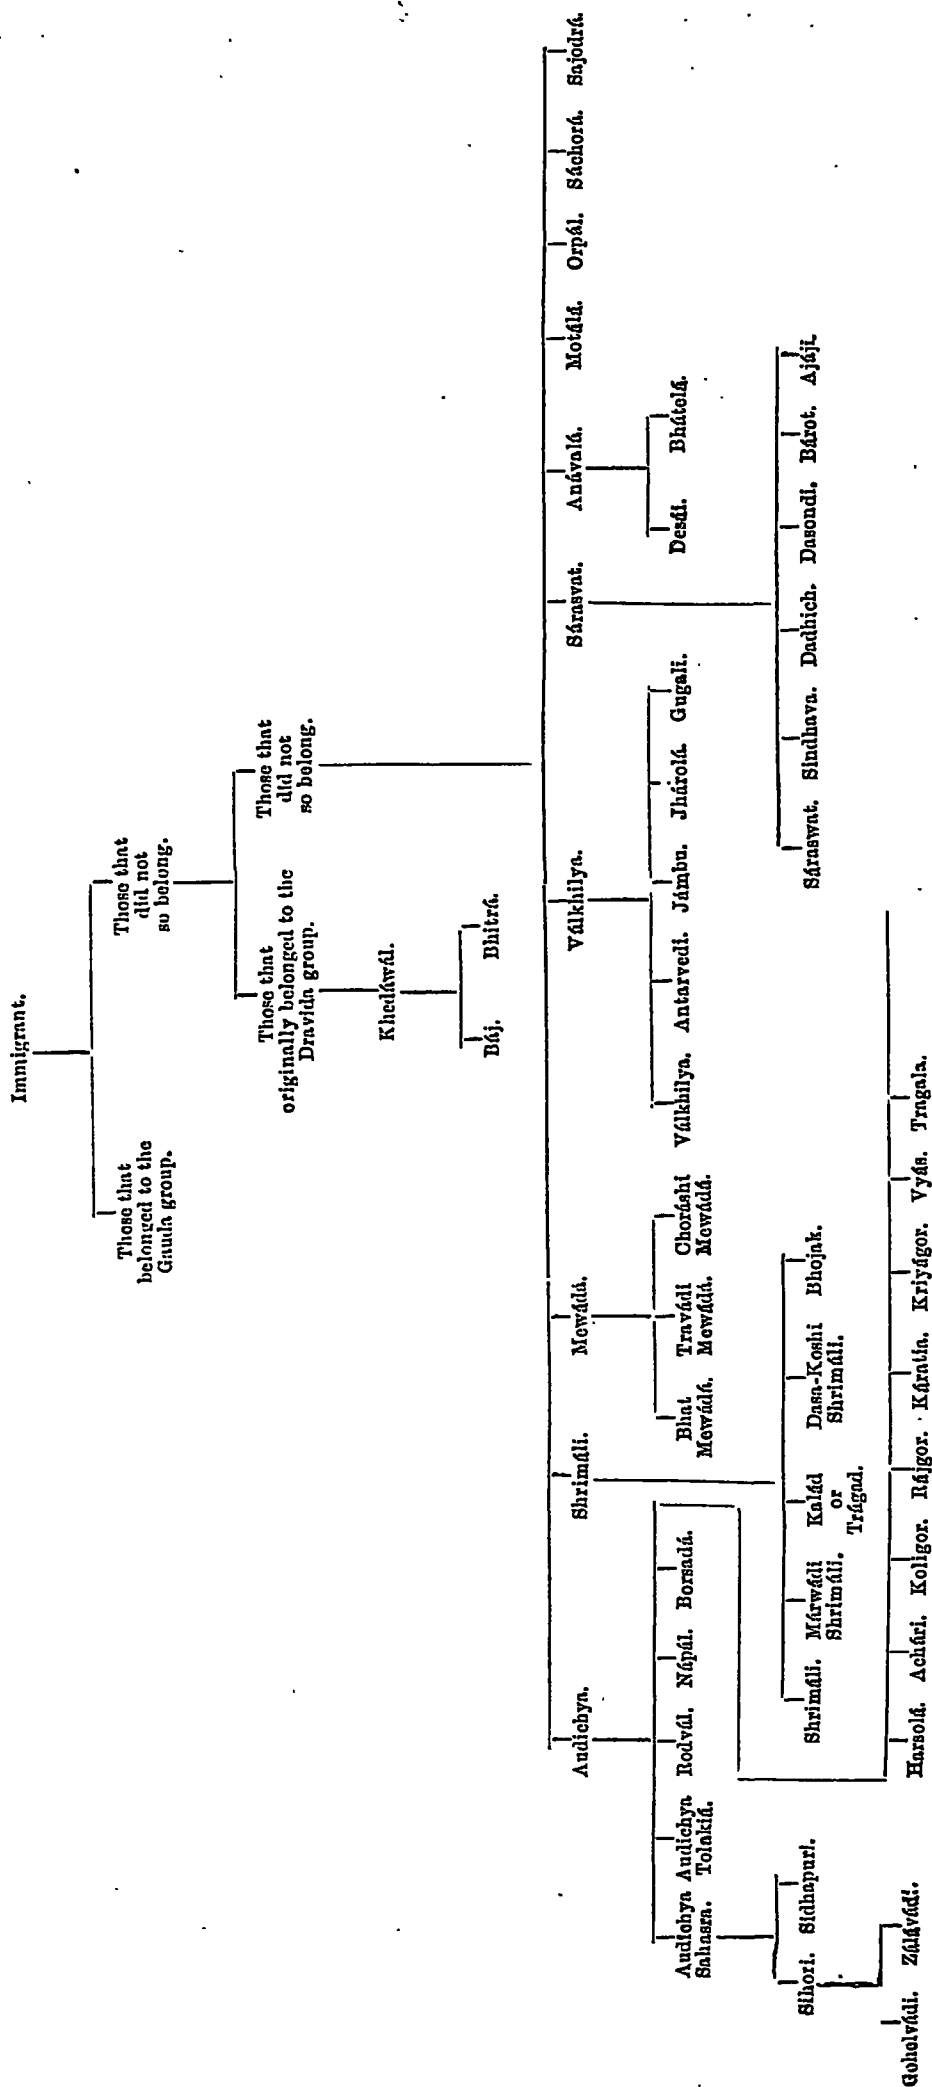 Immigrant.
Those that
belonged to the
Gauda group.
Those that
did not
so belong.
Those that
originally belonged to the
Dravida group.
Those that
did not
so belong.
Khedáwál.
Báj. Bhitrá.
Audichya. Shrimáli. Mewádá. Válkhilya. Sárasvat. Anávalá. Motálá. Orpál. Sáchorá. Sajodrá.
Audichya Audichya Rodvál. Nápál. Borsadá.
Sahasra. Tolakiá.
Bhat Travádi Choráshi
Mewádá. Mewádá. Mewádá.
Válkhilya. Antarvedi. Jámbu. Jhárolá. Gugali.
Desái. Bhátelá.
Sihori. Sidhapuri.
Shrimáli. Márwádi Kalád Dasa-Koshi Bhojak.
Shrimáli. or Shrimáli.
Trágad.
Sáraswat. Sindhava. Dadhich. Dasondi. Bárot. Ajáji.
Gohelvádi. Zálávádi.
Harsolá. Achári. Koligor. Rájgor. Káratia. Kriyágor. Vyás. Tragala.